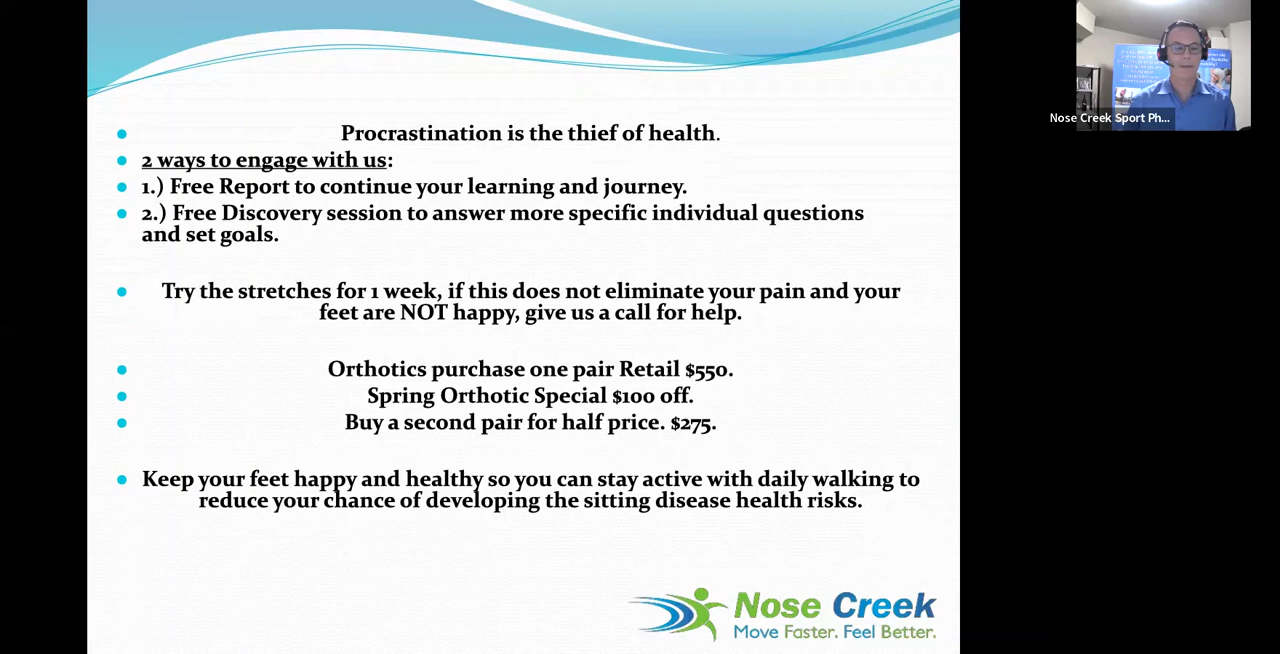 Procrastination is the thief of health.
2 ways to engage with us:
1.) Free Report to continue your learning and journey.
2.) Free Discovery session to answer more specific individual questions
and set goals.
Try the stretches for 1 week, if this does not eliminate your pain and your
feet are NOT happy, give us a call for help.
Orthotics purchase one pair Retail $550.
Spring Orthotic Special $100 off.
Buy a second pair for half price. $275.
Keep your feet happy and healthy so you can stay active with daily walking to
reduce your chance of developing the sitting disease health risks.
Nose Creek
Move Faster. Feel Better.
Nose Creek Sport Ph...